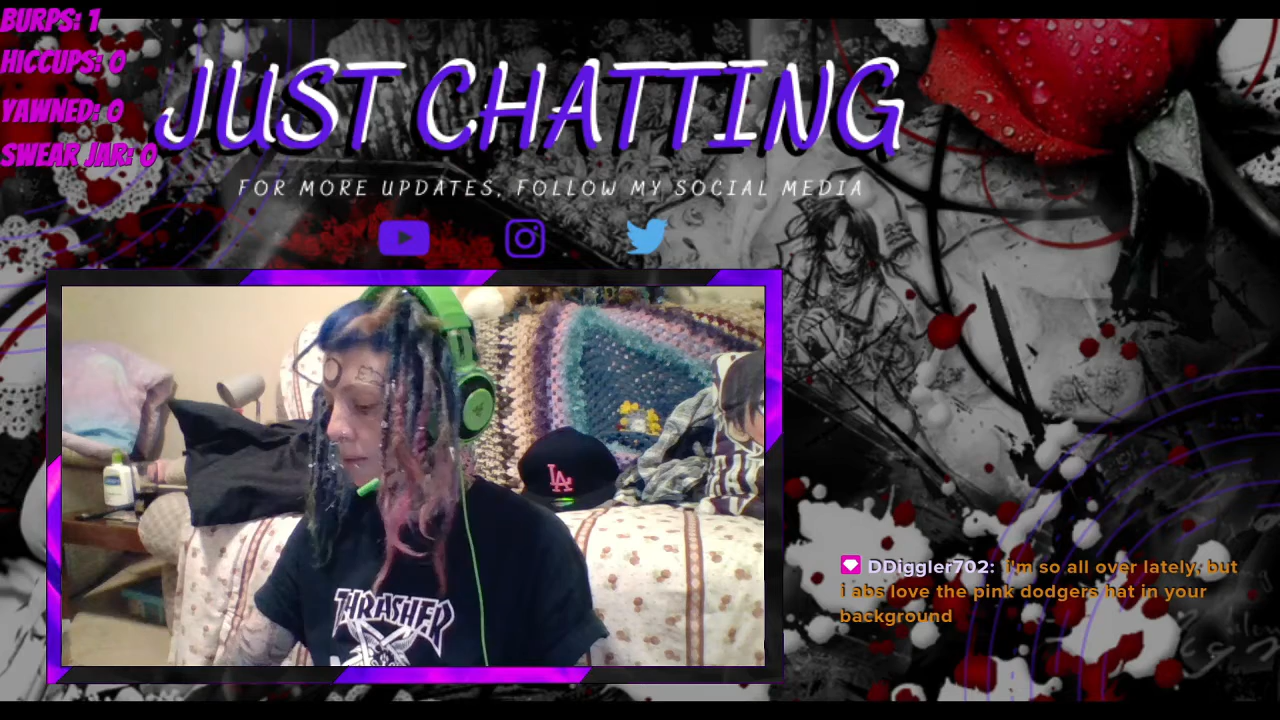 BURPS: 1
HICCUPS: 0
YAWNED: 0
SWEAR JAR: 0
JUST CHATTING
FOR MORE UPDATES, FOLLOW MY SOCIAL MEDIA
LA
THRASHER
DDiggler702: i'm so all over lately, but
i abs love the pink dodgers hat in your
background